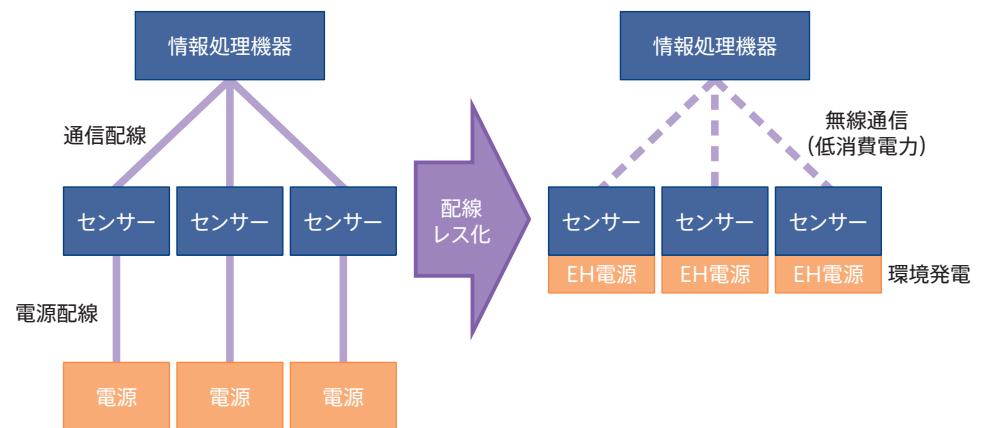 情報処理機器
通信配線
センサー
センサー
センサー
電源配線
電源
電源
電源
配線
レス化
情報処理機器
無線通信
(低消費電力)
センサー
センサー
センサー
EH電源
EH電源
EH電源
環境発電